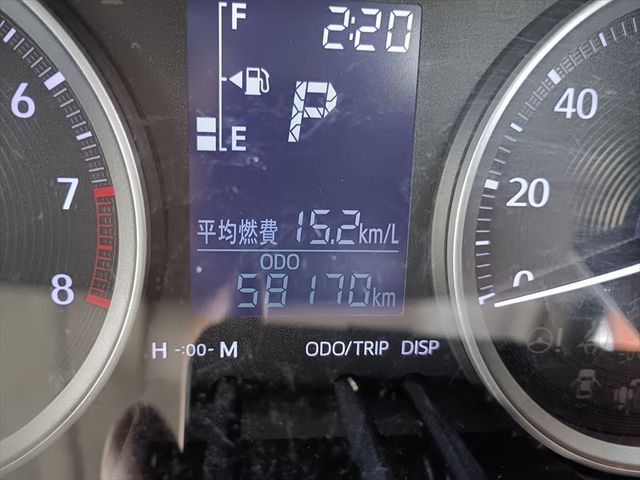 F
2:20
P
E
平均燃費 15.2km/L
ODO
58170km
H -:00- M
ODO/TRIP DISP
6
7
8
40
20
0